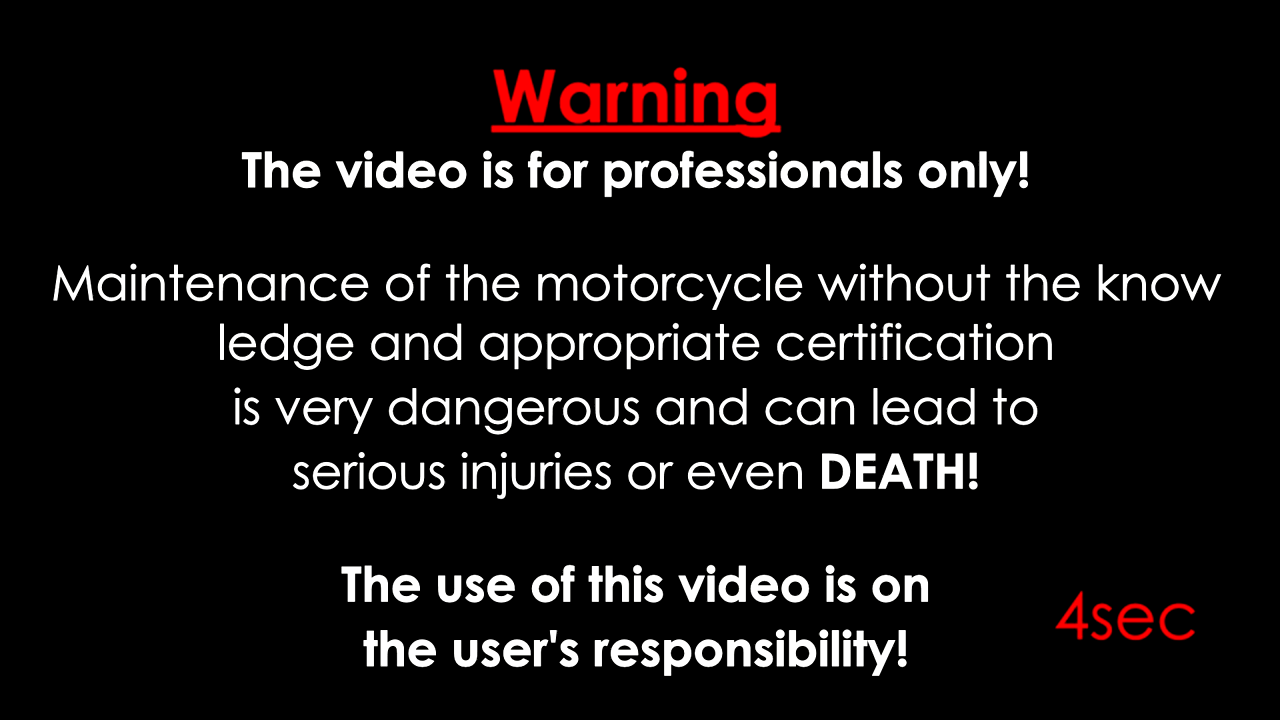 Warning
The video is for professionals only!
Maintenance of the motorcycle without the know
ledge and appropriate certification
is very dangerous and can lead to
serious injuries or even DEATH!
The use of this video is on
the user's responsibility!
4sec